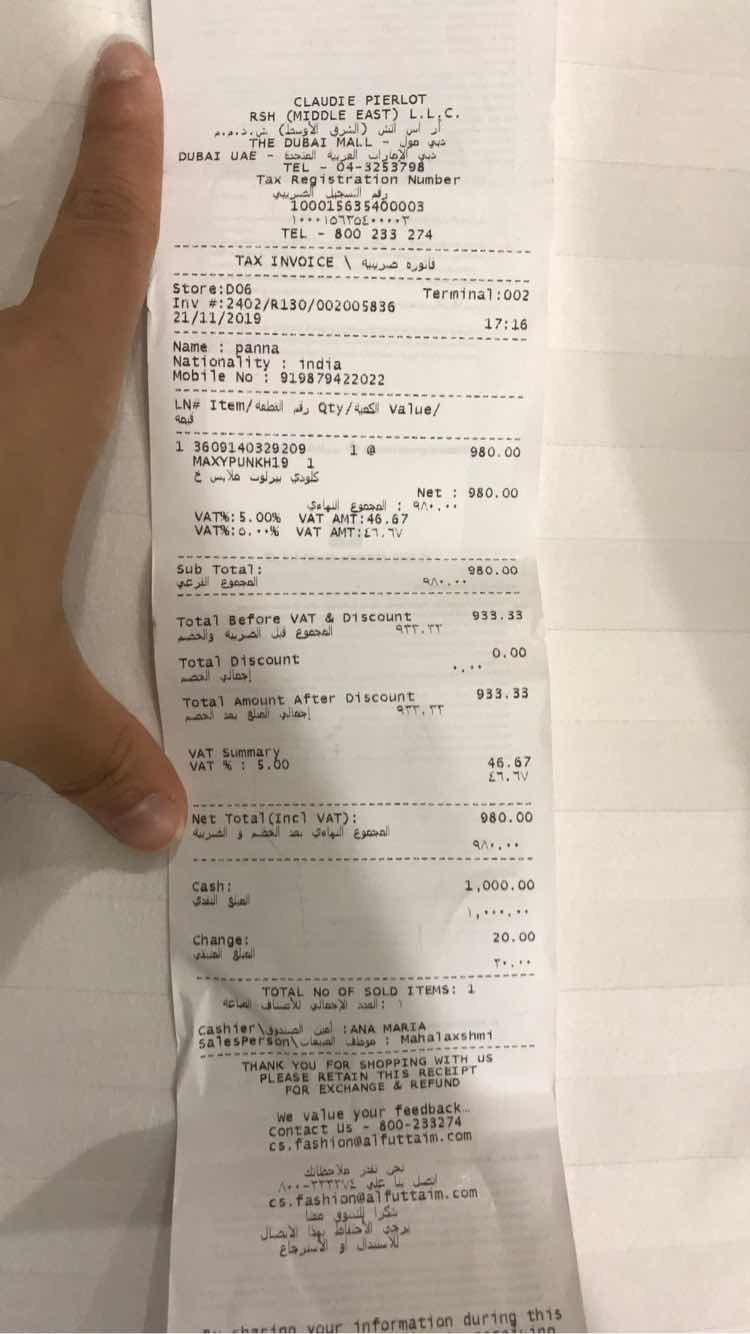 CLAUDIE PIERLOT
RSH (MIDDLE EAST) L.L.C.
أر اس اتش (الشرق الأوسط) ش.ذ.م.م
THE DUBAI MALL - دبي مول
DUBAI UAE - دبي الإمارات العربية المتحدة
TEL - 04-3253798
Tax Registration Number
رقم التسجيل الضريبي
100015635400003
١٠٠٠١٥٦٣٥٤٠٠٠٠٣
TEL - 800 233 274
TAX INVOICE \ فاتورة ضريبية
Store:D06 Terminal:002
Inv #:2402/R130/002005836
21/11/2019 17:16
Name : panna
Nationality : india
Mobile No : 919879422022
LN# Item/رقم القطعة Qty/الكمية Value/
قيمة
1 3609140329209 1 @ 980.00
MAXYPUNKH19 1
كلودي بيرلوت ملابس خ
Net : 980.00
المجموع النهاءي : ٩٨٠.٠٠
VAT%:5.00% VAT AMT:46.67
VAT%:٥.٠٠% VAT AMT:٤٦.٦٧
Sub Total: 980.00
المجموع الفرعي ٩٨٠.٠٠
Total Before VAT & Discount 933.33
المجموع قبل الضريبة والخصم ٩٣٣.٣٣
Total Discount 0.00
إجمالي الخصم ٠.٠٠
Total Amount After Discount 933.33
إجمالي المبلغ بعد الخصم ٩٣٣.٣٣
VAT Summary
VAT % : 5.00 46.67
٤٦.٦٧
Net Total(Incl VAT): 980.00
المجموع النهاءي بعد الخصم و الضريبة
٩٨٠.٠٠
Cash: 1,000.00
المبلغ النقدي
١,٠٠٠.٠٠
Change: 20.00
المبلغ المتبقي
٢٠.٠٠
TOTAL NO OF SOLD ITEMS: 1
العدد الإجمالي للأصناف المباعة: ١
Cashier\أمين الصندوق :ANA MARIA
SalesPerson\موظف المبيعات : Mahalaxshmi
THANK YOU FOR SHOPPING WITH US
PLEASE RETAIN THIS RECEIPT
FOR EXCHANGE & REFUND
We value your feedback…
Contact Us - 800-233274
cs.fashion@alfuttaim.com
نحن نقدر ملاحظاتك
اتصل بنا على ٢٣٣٢٧٤-٨٠٠
cs.fashion@alfuttaim.com
شكرا للتسوق معنا
يرجى الأحتفاظ بهذا الأيصال
للأستبدال أو الأسترجاع
By sharing your information during this